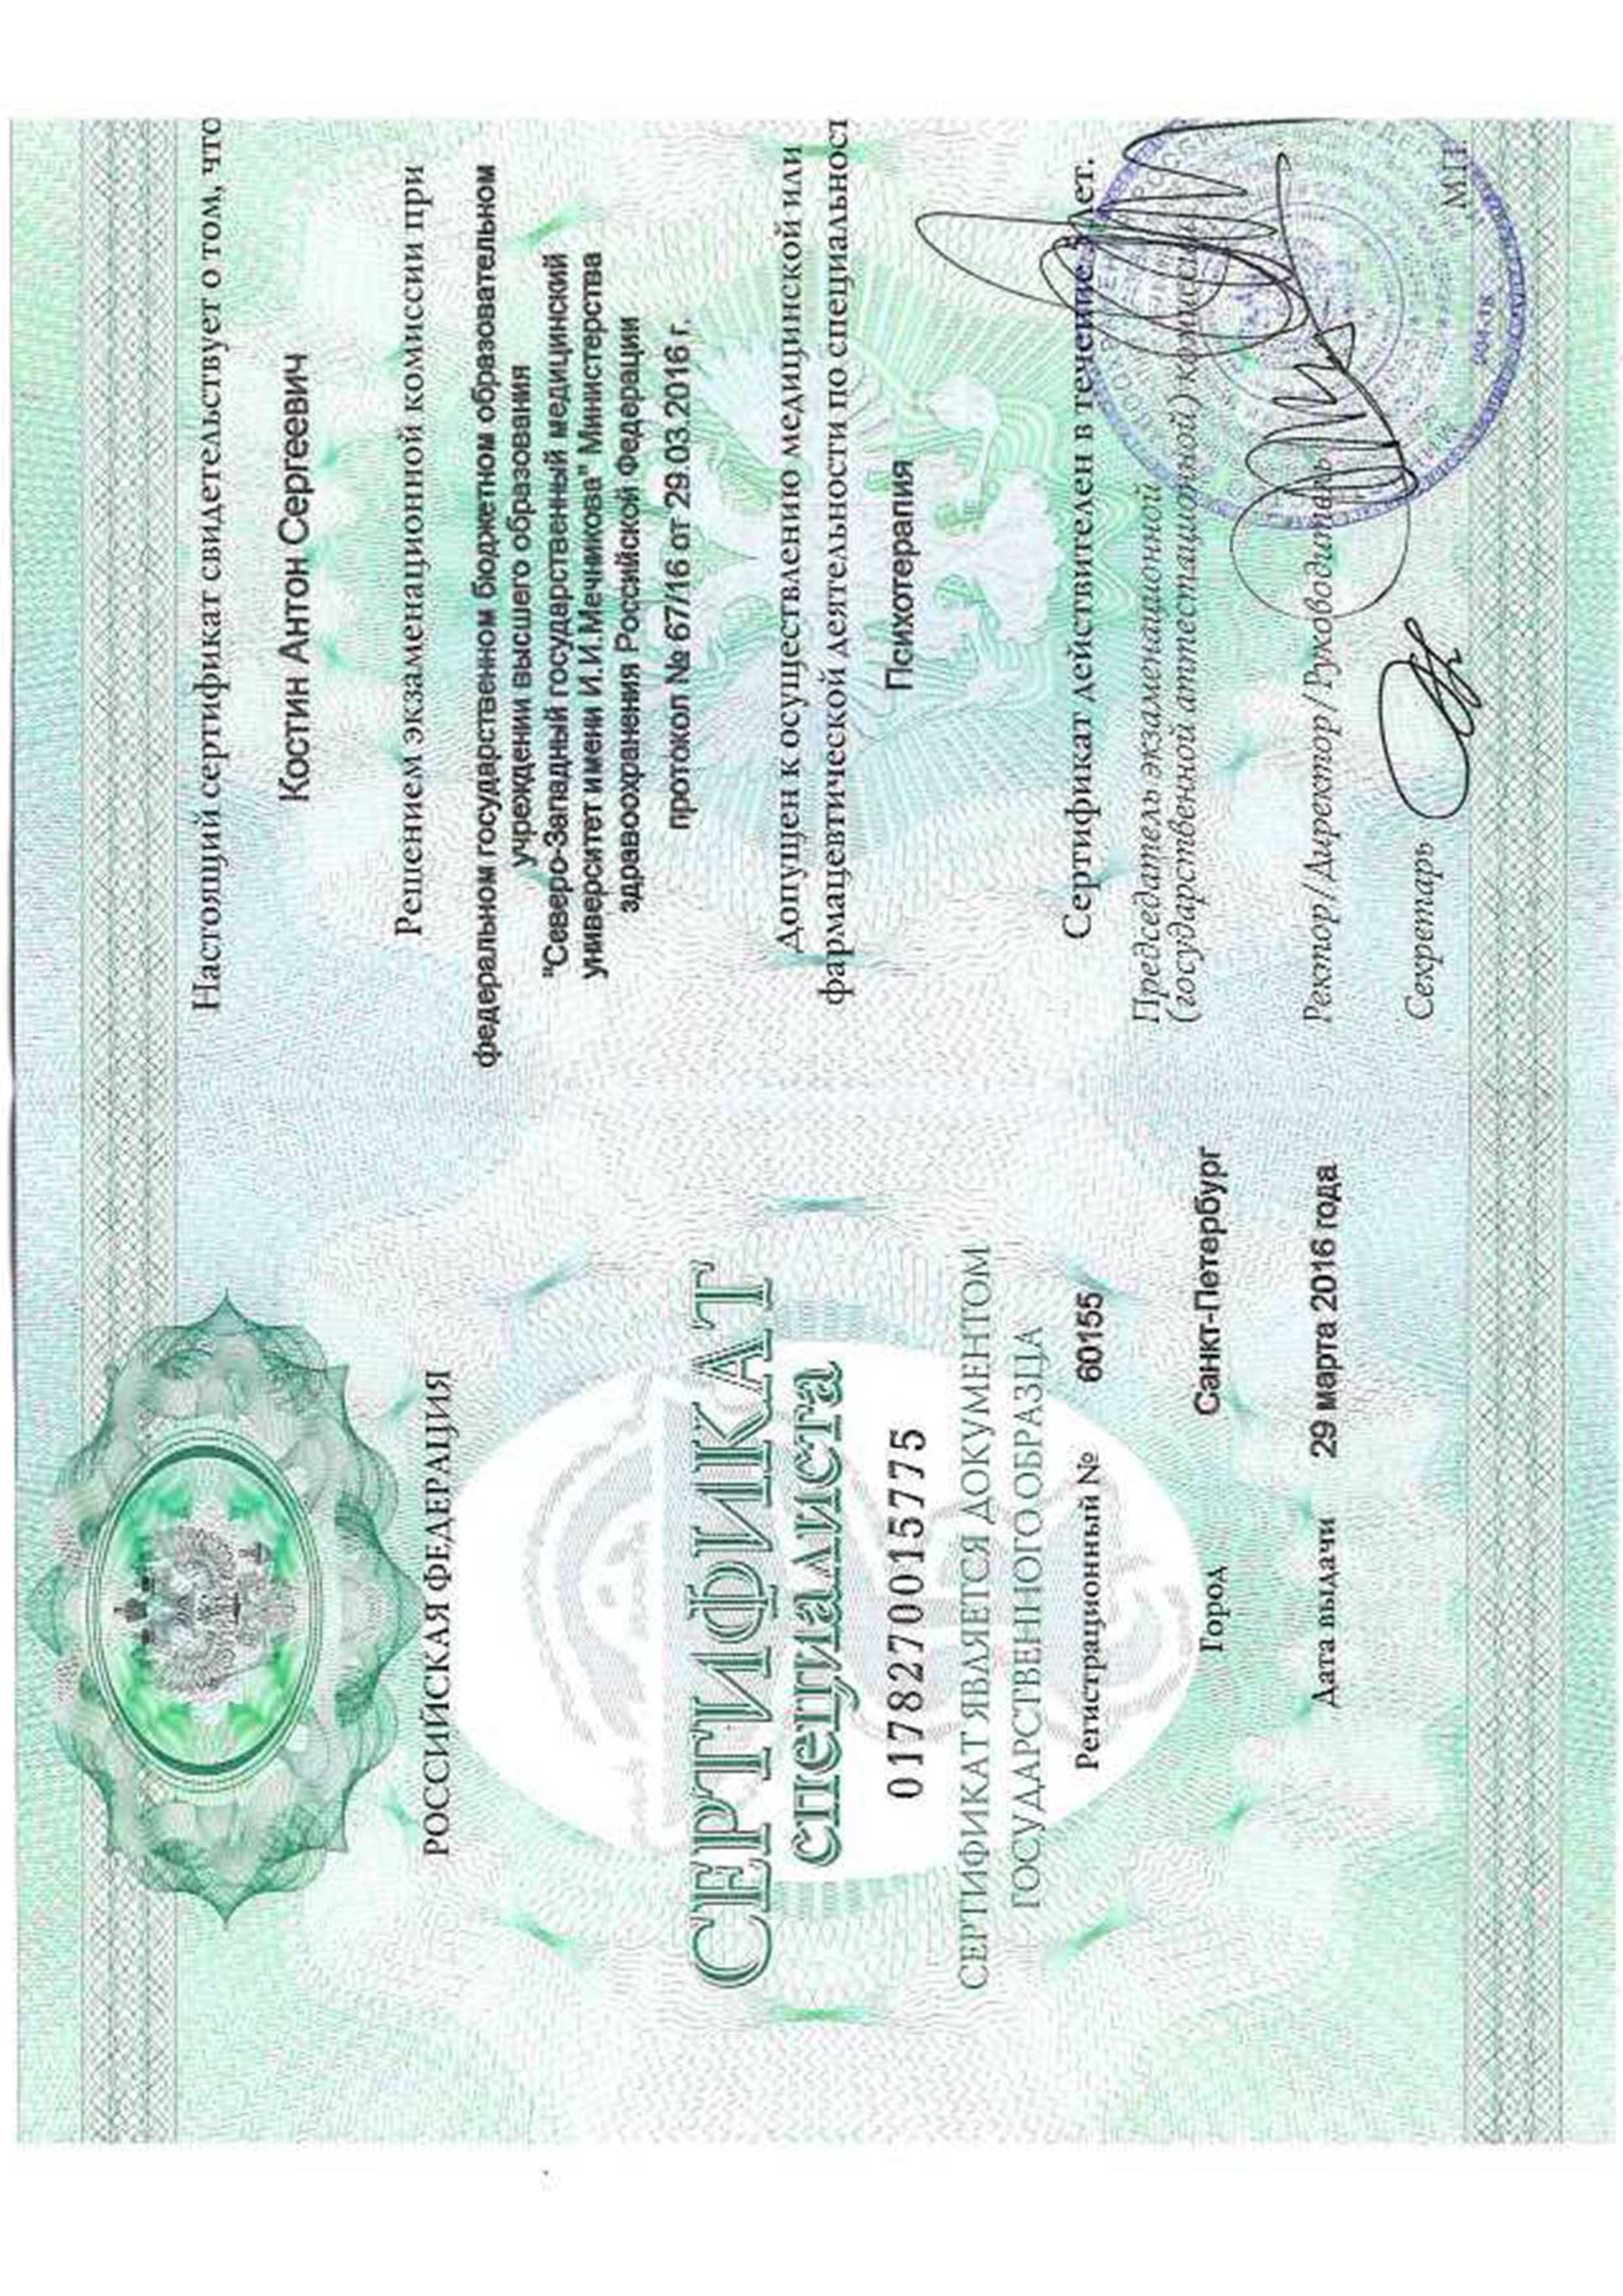 РОССИЙСКАЯ ФЕДЕРАЦИЯ
СЕРТИФИКАТ
специалиста
0178270015775
СЕРТИФИКАТ ЯВЛЯЕТСЯ ДОКУМЕНТОМ
ГОСУДАРСТВЕННОГО ОБРАЗЦА
Регистрационный № 60155
Город Санкт-Петербург
Дата выдачи 29 марта 2016 года
Настоящий сертификат свидетельствует о том, что
Костин Антон Сергеевич
Решением экзаменационной комиссии при
федеральном государственном бюджетном образовательном
учреждении высшего образования
"Северо-Западный государственный медицинский
университет имени И.И.Мечникова" Министерства
здравоохранения Российской Федерации
протокол № 67/16 от 29.03.2016 г.
Допущен к осуществлению медицинской или
фармацевтической деятельности по специальност
Психотерапия
Сертификат действителен в течение 5 лет.
Председатель экзаменационной
(государственной аттестационной) комиссии
Ректор / Директор / Руководитель
Секретарь
М.П.